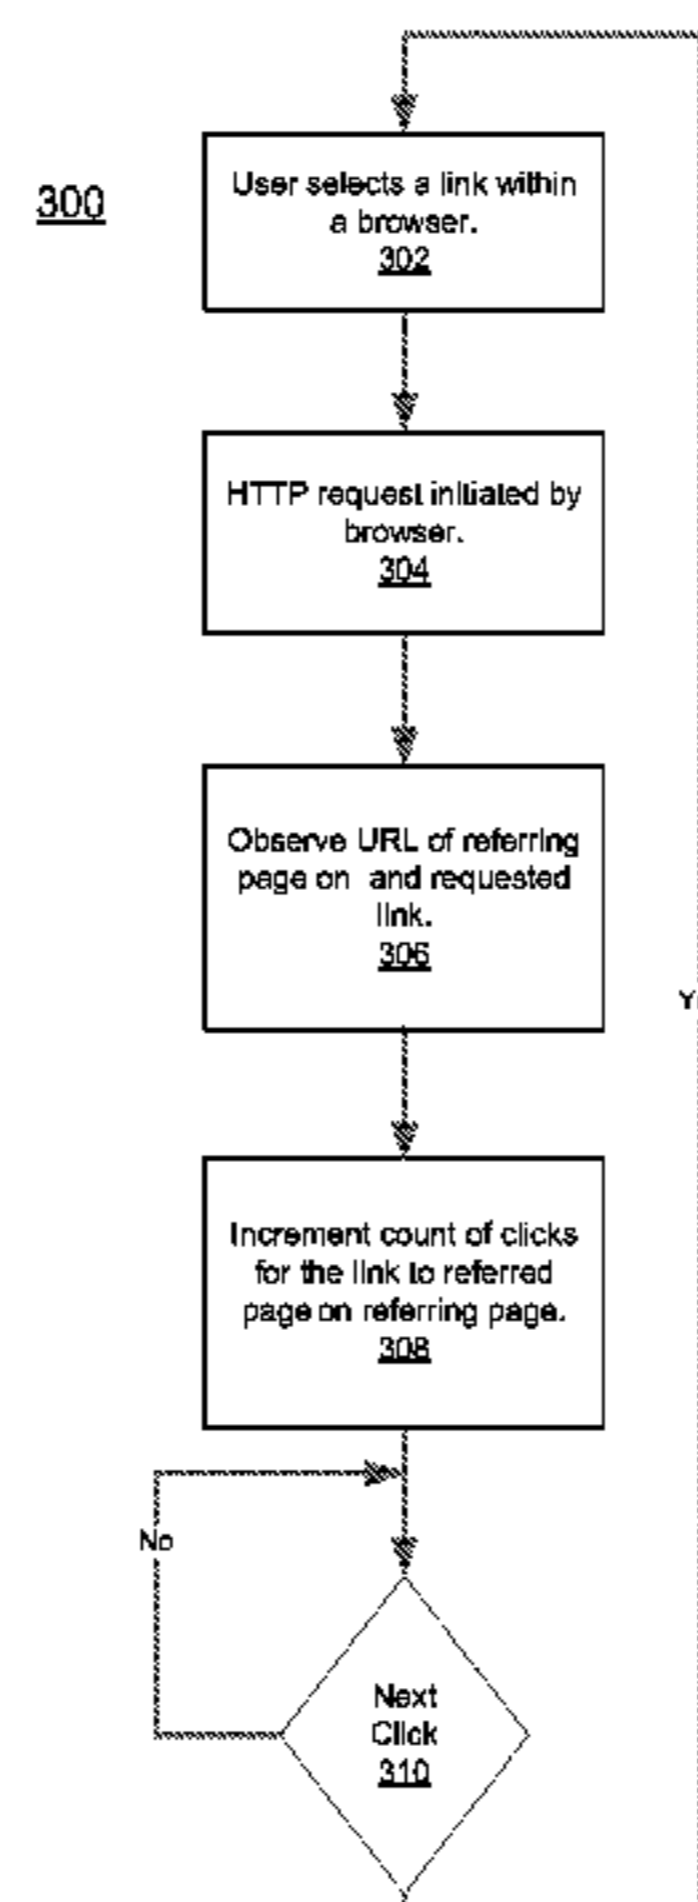 300
User selects a link within
a browser.
302
HTTP request initiated by
browser.
304
Observe URL of referring
page on and requested
link.
306
Y
Increment count of clicks
for the link to referred
page on referring page.
308
No
Next
Click
310